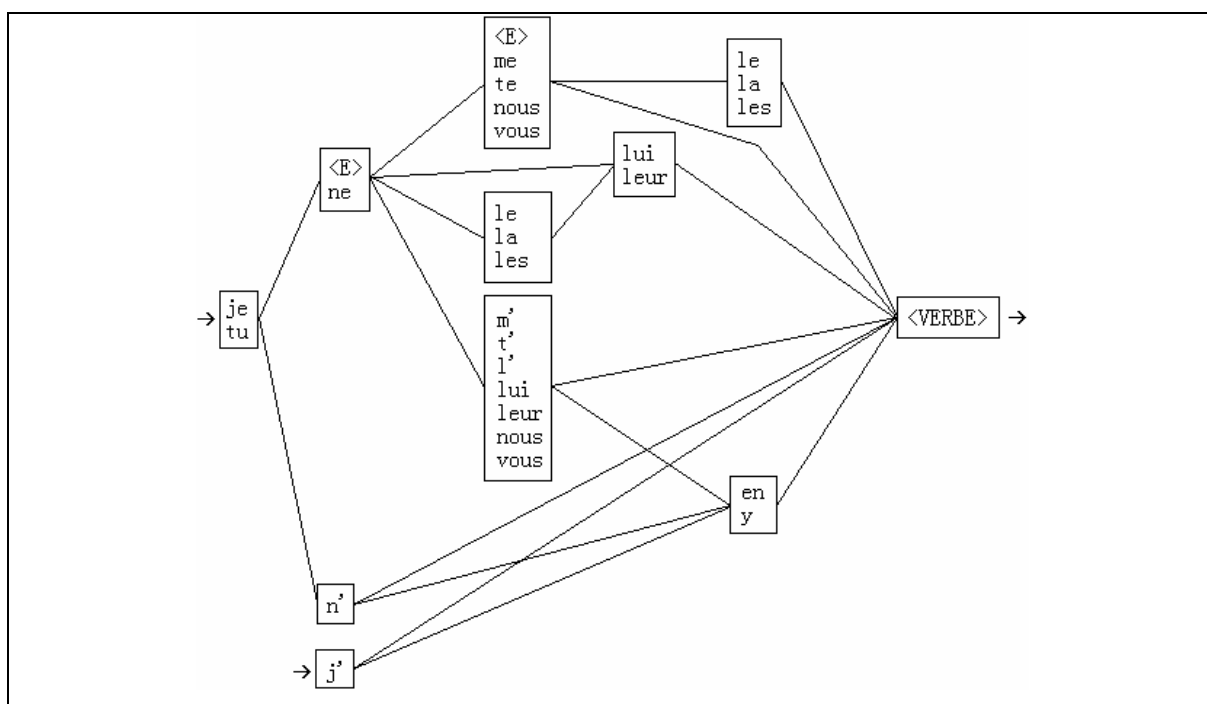 <E>
me
te
nous
vous
le
la
les
lui
leur
<E>
ne
le
la
les
je
tu
m'
t'
l'
lui
leur
nous
vous
<VERBE>
en
y
n'
j'